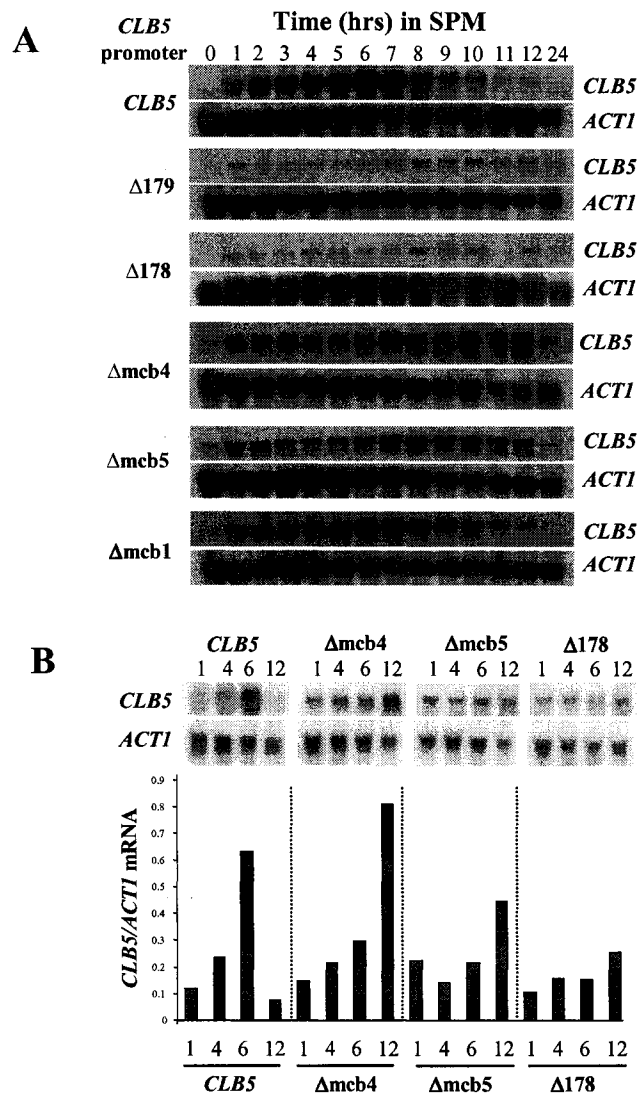 A
CLB5 promoter
Time (hrs) in SPM
0 1 2 3 4 5 6 7 8 9 10 11 12 24
CLB5
CLB5
ACT1
Δ179
CLB5
ACT1
Δ178
CLB5
ACT1
Δmcb4
CLB5
ACT1
Δmcb5
CLB5
ACT1
Δmcb1
CLB5
ACT1
B
CLB5 Δmcb4 Δmcb5 Δ178
1 4 6 12 1 4 6 12 1 4 6 12 1 4 6 12
CLB5
ACT1
CLB5/ACT1 mRNA
0.9
0.8
0.7
0.6
0.5
0.4
0.3
0.2
0.1
0
1 4 6 12 1 4 6 12 1 4 6 12 1 4 6 12
CLB5 Δmcb4 Δmcb5 Δ178